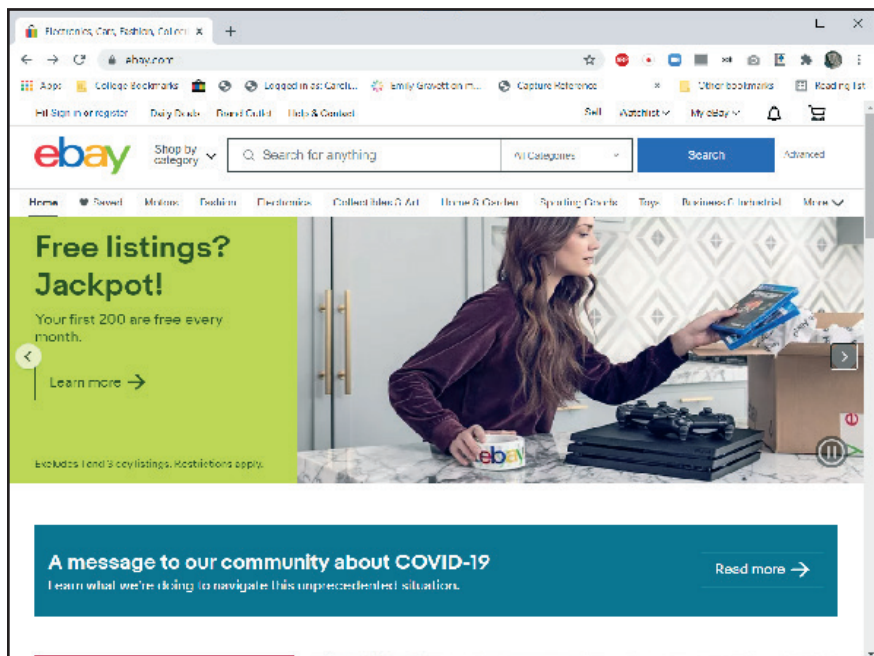 Electronics, Cars, Fashion, Collecti
ebay.com
Apps College Bookmarks Logged in as: Caroli... Emily Gravett on m... Capture Reference » Other bookmarks Reading list
Hi! Sign in or register Daily Deals Brand Outlet Help & Contact Sell Watchlist My eBay
ebay Shop by category Search for anything All Categories Search Advanced
Home Saved Motors Fashion Electronics Collectibles & Art Home & Garden Sporting Goods Toys Business & Industrial More
Free listings?
Jackpot!
Your first 200 are free every
month.
Learn more →
ebay
Excludes 1 and 3 day listings. Restrictions apply.
A message to our community about COVID-19
Learn what we're doing to navigate this unprecedented situation.
Read more →